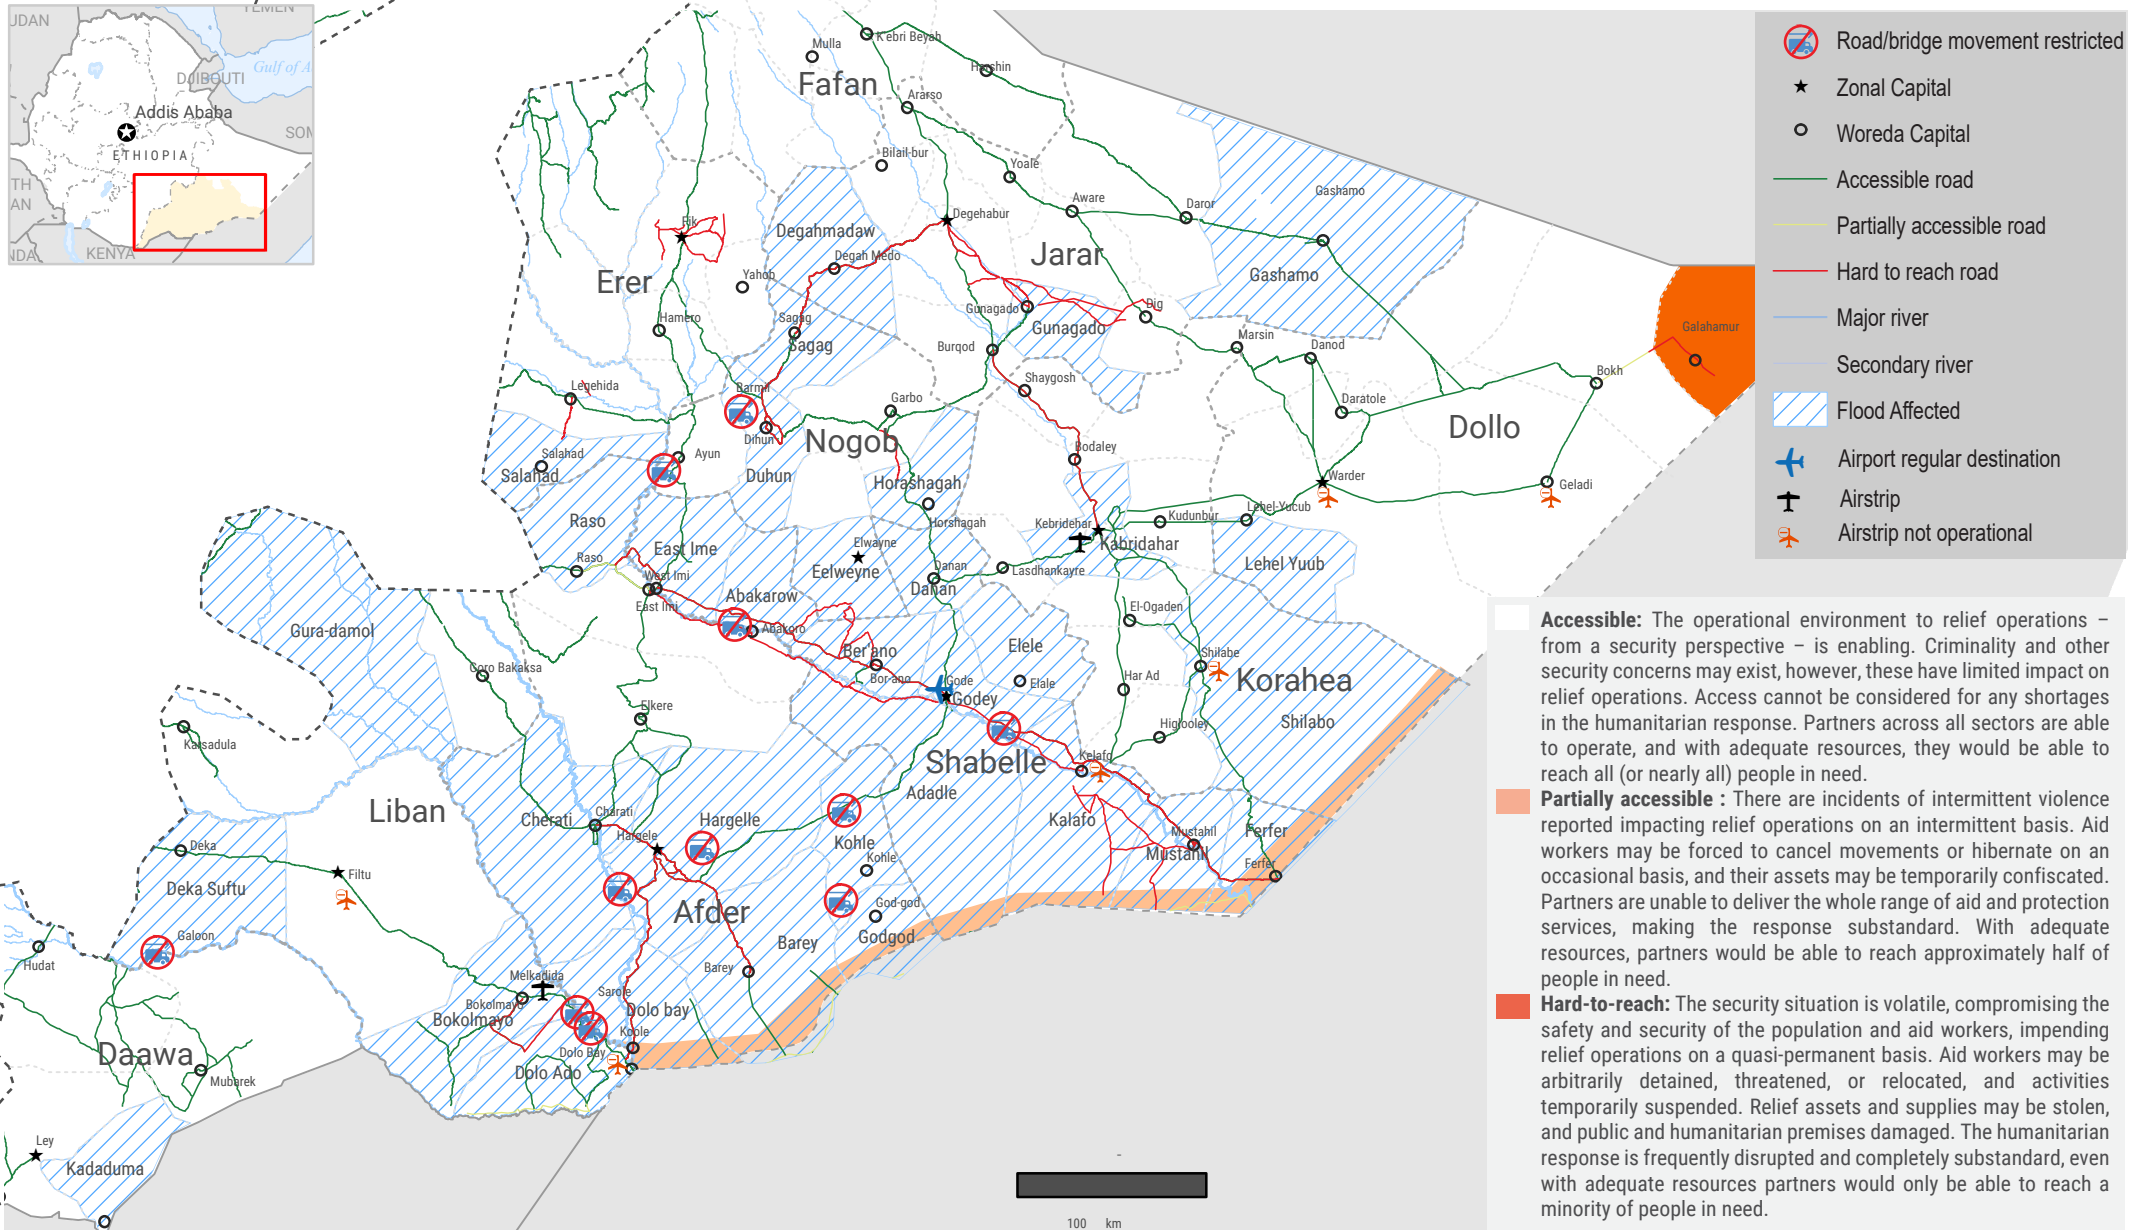 JDAN
YEMEN
DJIBOUTI
Gulf of A
Addis Ababa
SOM
ETHIOPIA
TH
AN
NDA
KENYA
Road/bridge movement restricted
Zonal Capital
Woreda Capital
Accessible road
Partially accessible road
Hard to reach road
Major river
Secondary river
Flood Affected
Airport regular destination
Airstrip
Airstrip not operational
Mulla
Kebri Beyah
Fafan
Harshin
Ararso
Bilail-bur
Yoale
Gashamo
Aware
Daror
Fik
Degehabur
Degahmadaw
Jarar
Degah Medo
Erer
Yahob
Gashamo
Gunagado
Dig
Hamero
Sagag
Sagag
Gunagado
Galahamur
Burqod
Marsin
Danod
Bokh
Legehida
Barmil
Shaygosh
Garbo
Daratole
Dihun
Nogob
Dollo
Salahad
Ayun
Bodaley
Salahad
Duhun
Horashagah
Warder
Geladi
Raso
Horshagah
Kebridehar
Kudunbur
Lehel-Yucub
East Ime
Elwayne
Kabridahar
Raso
Eelweyne
Danan
Lasdhankayre
Lehel Yuub
West Imi
Danan
East Imi
Abakarow
El-Ogaden
Gura-damol
Abakoro
Ber'ano
Elele
Shilabe
Goro Bakaksa
Bor-ano
Gode
Elale
Har Ad
Korahea
Godey
Elkere
Higlooley
Shilabo
Karsadula
Kelafo
Shabelle
Adadle
Liban
Cherati
Charati
Hargelle
Kalafo
Hargele
Kohle
Mustahil
Ferfer
Deka
Kohle
Mustahil
Ferfer
Filtu
Deka Suftu
God-god
Afder
Galoon
Godgod
Barey
Hudat
Barey
Melkadida
Bokolmayo
Sarole
Dolo bay
Bokolmayo
Koole
Daawa
Dolo Bay
Dolo Ado
Mubarek
Ley
Kadaduma
-
100 km
Accessible: The operational environment to relief operations –
from a security perspective – is enabling. Criminality and other
security concerns may exist, however, these have limited impact on
relief operations. Access cannot be considered for any shortages
in the humanitarian response. Partners across all sectors are able
to operate, and with adequate resources, they would be able to
reach all (or nearly all) people in need.
Partially accessible : There are incidents of intermittent violence
reported impacting relief operations on an intermittent basis. Aid
workers may be forced to cancel movements or hibernate on an
occasional basis, and their assets may be temporarily confiscated.
Partners are unable to deliver the whole range of aid and protection
services, making the response substandard. With adequate
resources, partners would be able to reach approximately half of
people in need.
Hard-to-reach: The security situation is volatile, compromising the
safety and security of the population and aid workers, impending
relief operations on a quasi-permanent basis. Aid workers may be
arbitrarily detained, threatened, or relocated, and activities
temporarily suspended. Relief assets and supplies may be stolen,
and public and humanitarian premises damaged. The humanitarian
response is frequently disrupted and completely substandard, even
with adequate resources partners would only be able to reach a
minority of people in need.